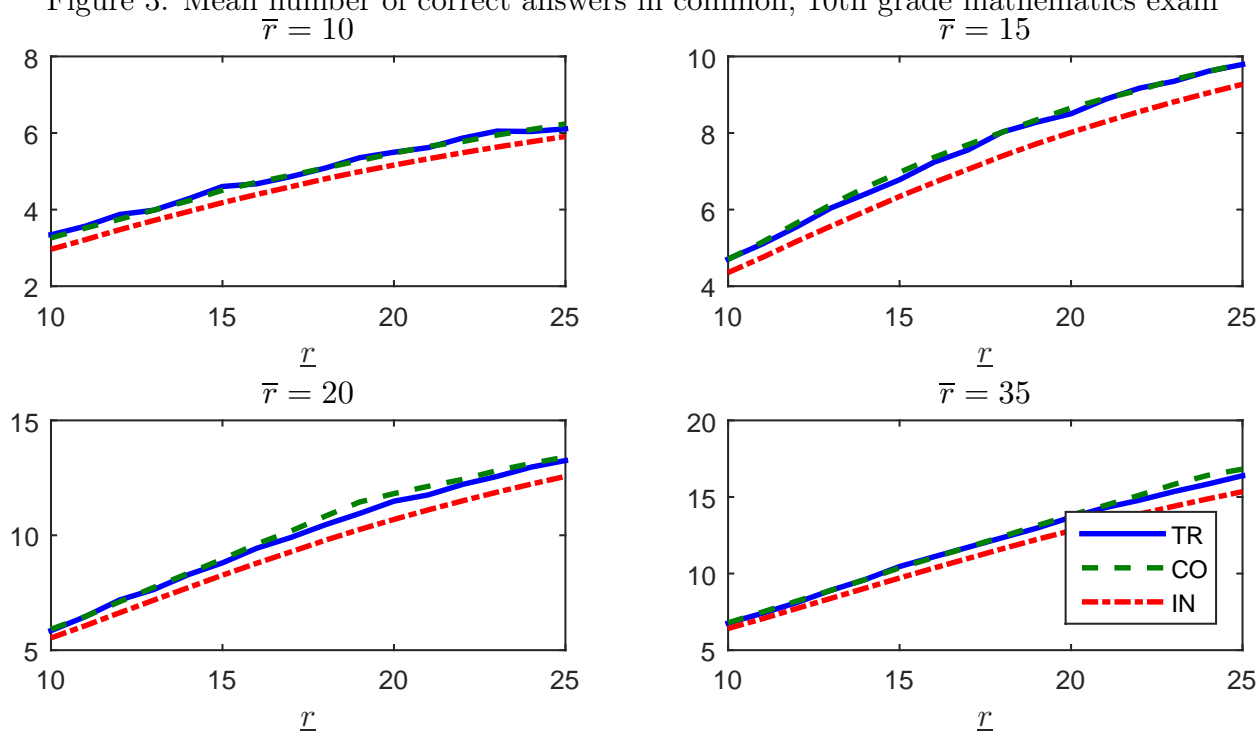 Figure 3: Mean number of correct answers in common, 10th grade mathematics exam
r̅ = 10
8
6
4
2
10 15 20 25
r̲
r̅ = 15
10
8
6
4
10 15 20 25
r̲
r̅ = 20
15
10
5
10 15 20 25
r̲
r̅ = 35
20
15
10
5
10 15 20 25
r̲
TR
CO
IN